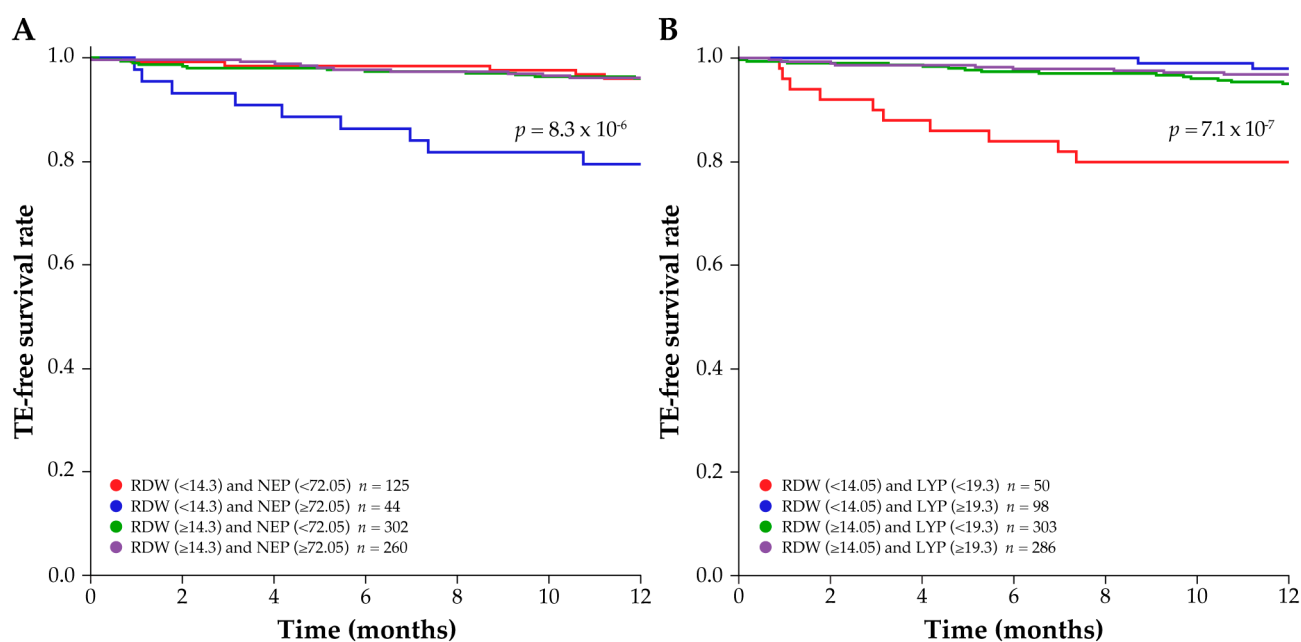 A
TE-free survival rate
1.0
0.8
0.6
0.4
0.2
0.0
p = 8.3 x 10-6
RDW (<14.3) and NEP (<72.05) n = 125
RDW (<14.3) and NEP (≥72.05) n = 44
RDW (≥14.3) and NEP (<72.05) n = 302
RDW (≥14.3) and NEP (≥72.05) n = 260
0 2 4 6 8 10 12
Time (months)
B
TE-free survival rate
1.0
0.8
0.6
0.4
0.2
0.0
p = 7.1 x 10-7
RDW (<14.05) and LYP (<19.3) n = 50
RDW (<14.05) and LYP (≥19.3) n = 98
RDW (≥14.05) and LYP (<19.3) n = 303
RDW (≥14.05) and LYP (≥19.3) n = 286
0 2 4 6 8 10 12
Time (months)